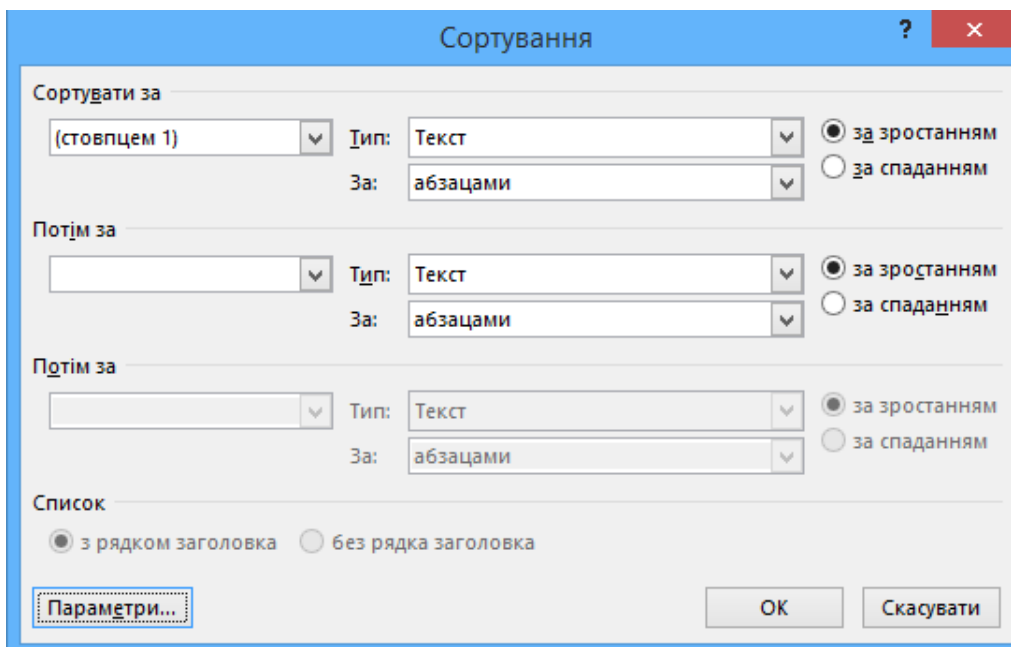 Сортування
?
Сортувати за
(стовпцем 1) Тип: Текст за зростанням
За: абзацами за спаданням
Потім за
Тип: Текст за зростанням
За: абзацами за спаданням
Потім за
Тип: Текст за зростанням
За: абзацами за спаданням
Список
з рядком заголовка без рядка заголовка
Параметри... ОК Скасувати